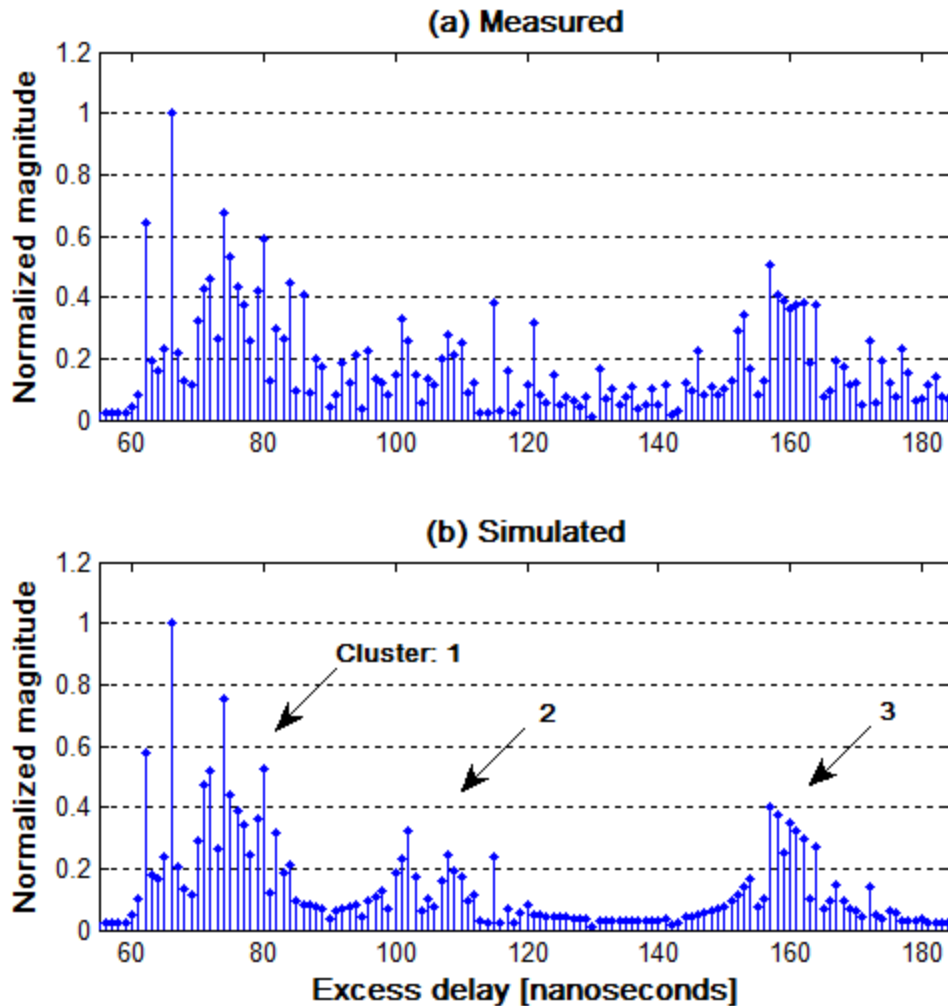 (a) Measured
1.2
1
0.8
0.6
0.4
0.2
0
Normalized magnitude
60 80 100 120 140 160 180
(b) Simulated
1.2
1
0.8
0.6
0.4
0.2
0
Normalized magnitude
Cluster: 1
2
3
60 80 100 120 140 160 180
Excess delay [nanoseconds]